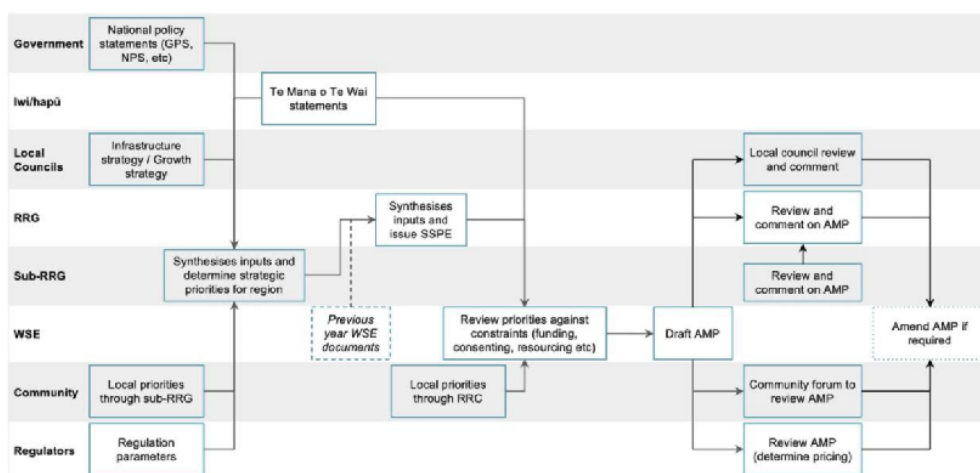 Government
National policy
statements (GPS,
NPS, etc)
Iwi/hapū
Te Mana o Te Wai
statements
Local
Councils
Infrastructure
strategy / Growth
strategy
Local council review
and comment
RRG
Synthesises
inputs and
issue SSPE
Review and
comment on AMP
Sub-RRG
Synthesises inputs and
determine strategic
priorities for region
Review and
comment on AMP
WSE
Previous
year WSE
documents
Review priorities against
constraints (funding,
consenting, resourcing etc)
Draft AMP
Amend AMP if
required
Community
Local priorities
through sub-RRG
Local priorities
through RRC
Community forum to
review AMP
Regulators
Regulation
parameters
Review AMP
(determine pricing)